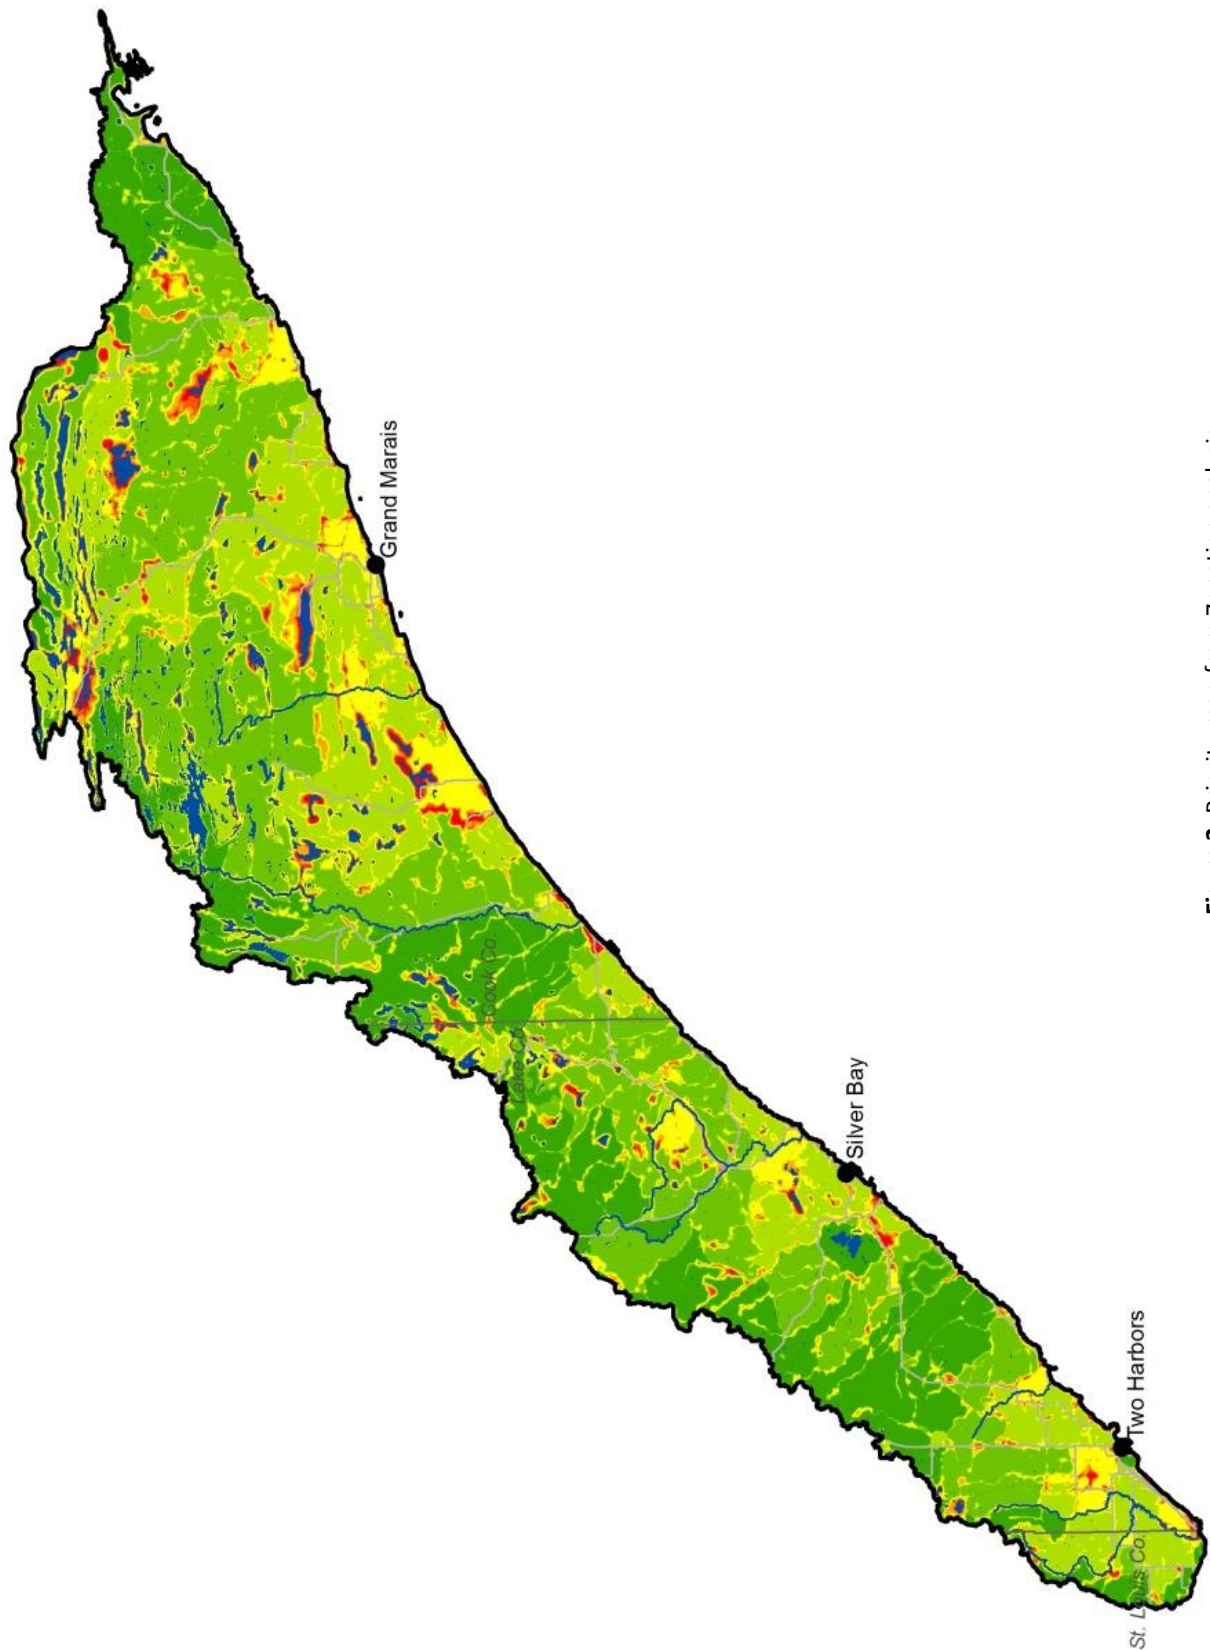 Grand Marais
Cook Co.
Lake Co.
Silver Bay
Two Harbors
St. Louis Co.